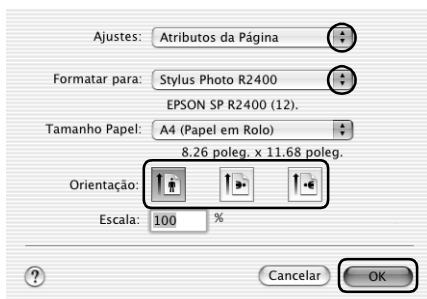 Ajustes: Atributos da Página
Formatar para: Stylus Photo R2400
EPSON SP R2400 (12).
Tamanho Papel: A4 (Papel em Rolo)
8.26 poleg. x 11.68 poleg.
Orientação:
Escala: 100 %
? Cancelar OK